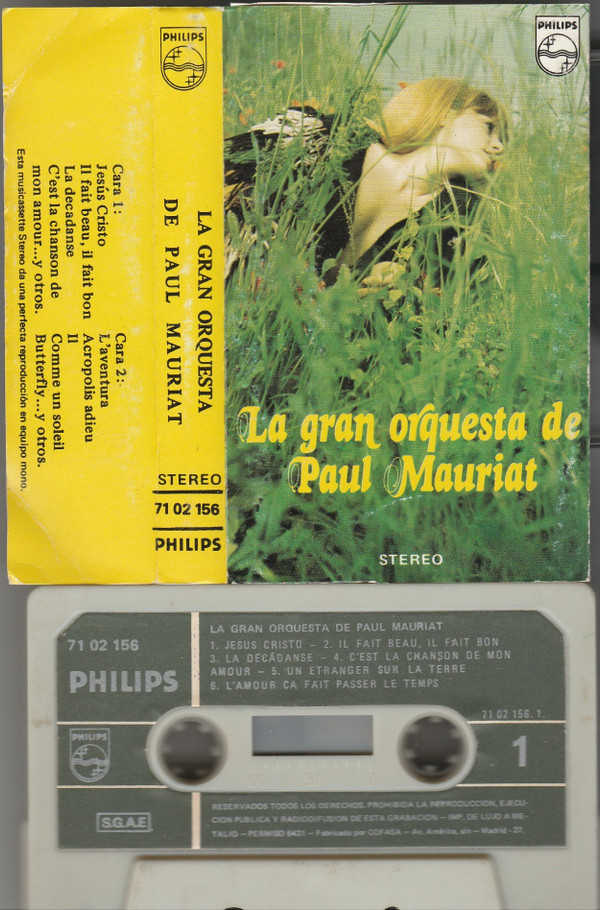 PHILIPS
Cara 1:
Jesús Cristo
Il fait beau, il fait bon
La decadanse
C'est la chanson de
mon amour...y otros.
Cara 2:
L'aventura
Acropolis adieu
Il
Comme un soleil
Butterfly...y otros.
Esta musicassette Stereo da una perfecta reproducción en equipo mono.
LA GRAN ORQUESTA
DE PAUL MAURIAT
STEREO
71 02 156
PHILIPS
PHILIPS
La gran orquesta de
Paul Mauriat
STEREO
71 02 156
PHILIPS
PHILIPS
S.G.A.E.
LA GRAN ORQUESTA DE PAUL MAURIAT
1. JESUS CRISTO – 2. IL FAIT BEAU, IL FAIT BON
3. LA DECÁDANSE – 4. C'EST LA CHANSON DE MON
AMOUR – 5. UN ETRANGER SUR LA TERRE
6. L'AMOUR CA FAIT PASSER LE TEMPS
71 02 156. 1.
1
RESERVADOS TODOS LOS DERECHOS. PROHIBIDA LA REPRODUCCION, EJECU-
CION PUBLICA Y RADIODIFUSION DE ESTA GRABACION – IMP. DE LUJO A ME-
TALIO – PERMISO 6421 – Fabricado por COFASA – Av. América, s/n – Madrid - 27.